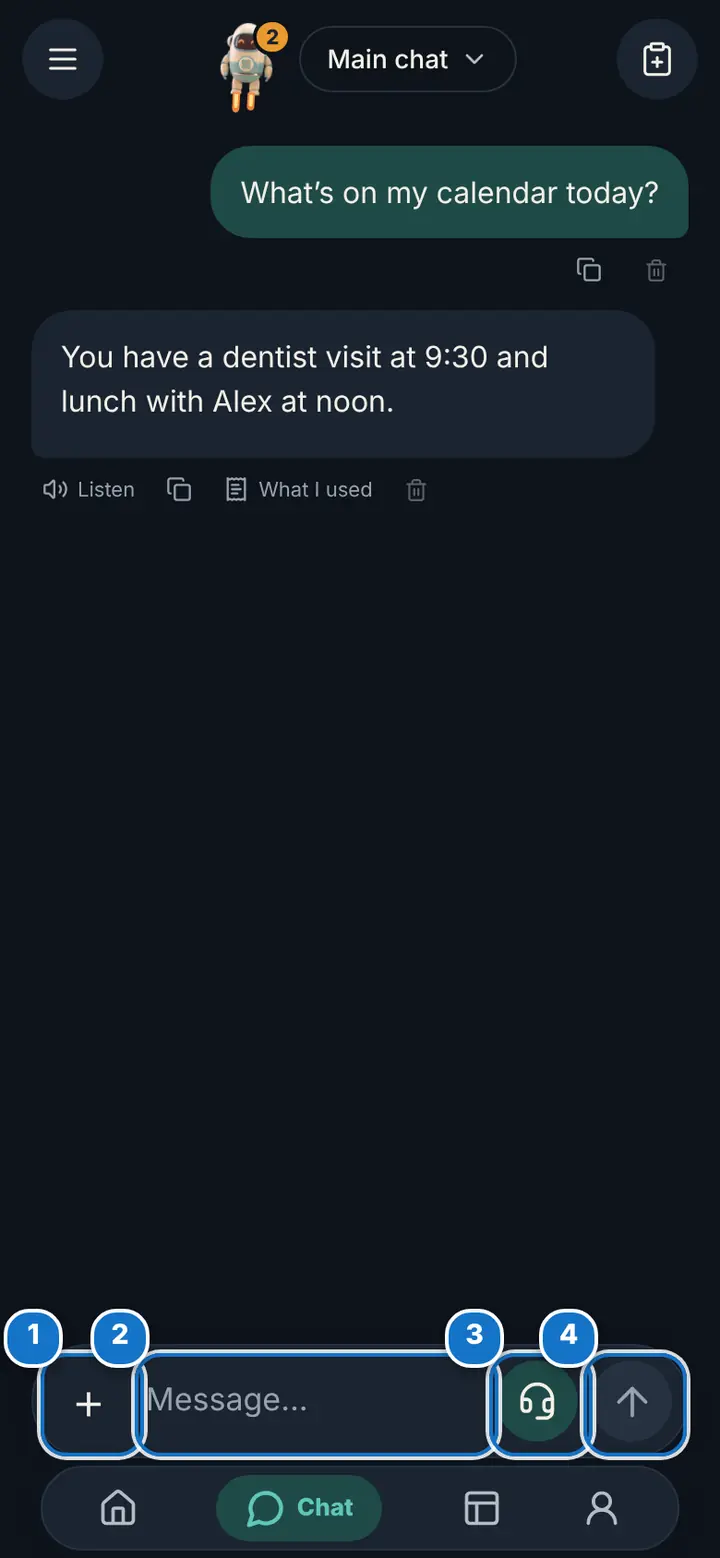 2
Main chat
What’s on my calendar today?
You have a dentist visit at 9:30 and
lunch with Alex at noon.
Listen
What I used
1
2
3
4
Message...
Chat